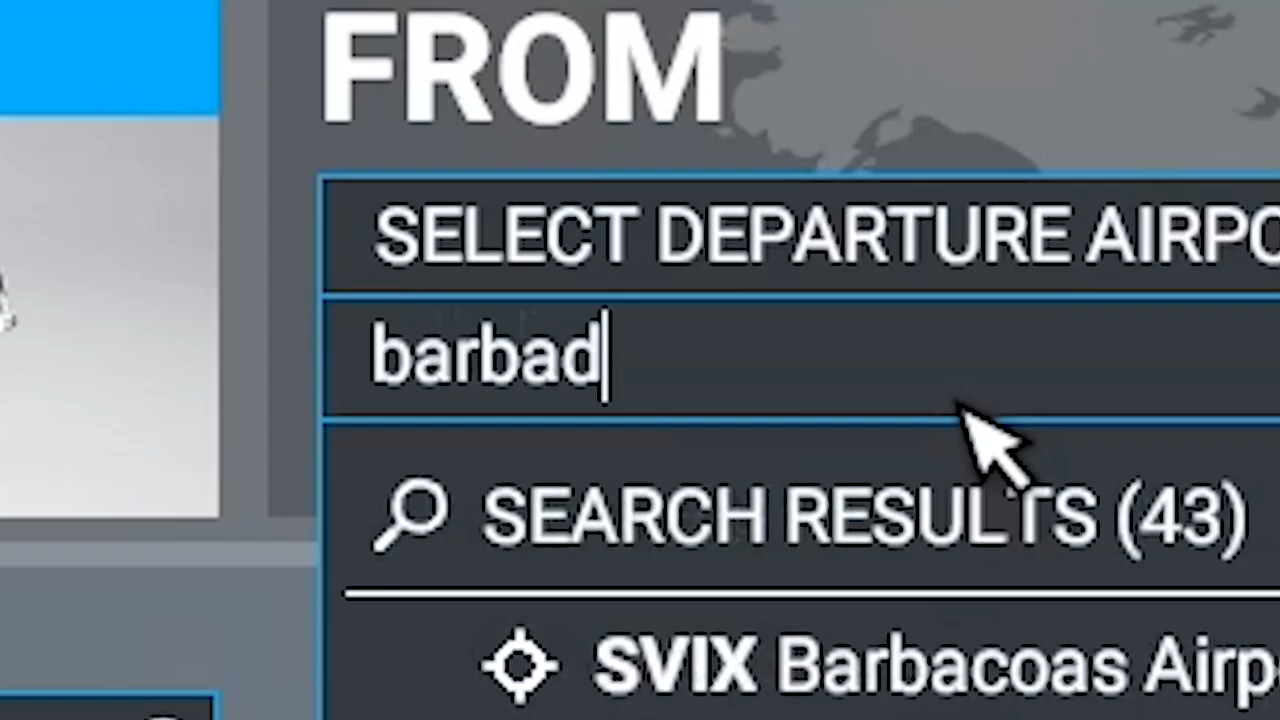 FROM
SELECT DEPARTURE AIRPO
barbad
SEARCH RESULTS (43)
SVIX Barbacoas Airp